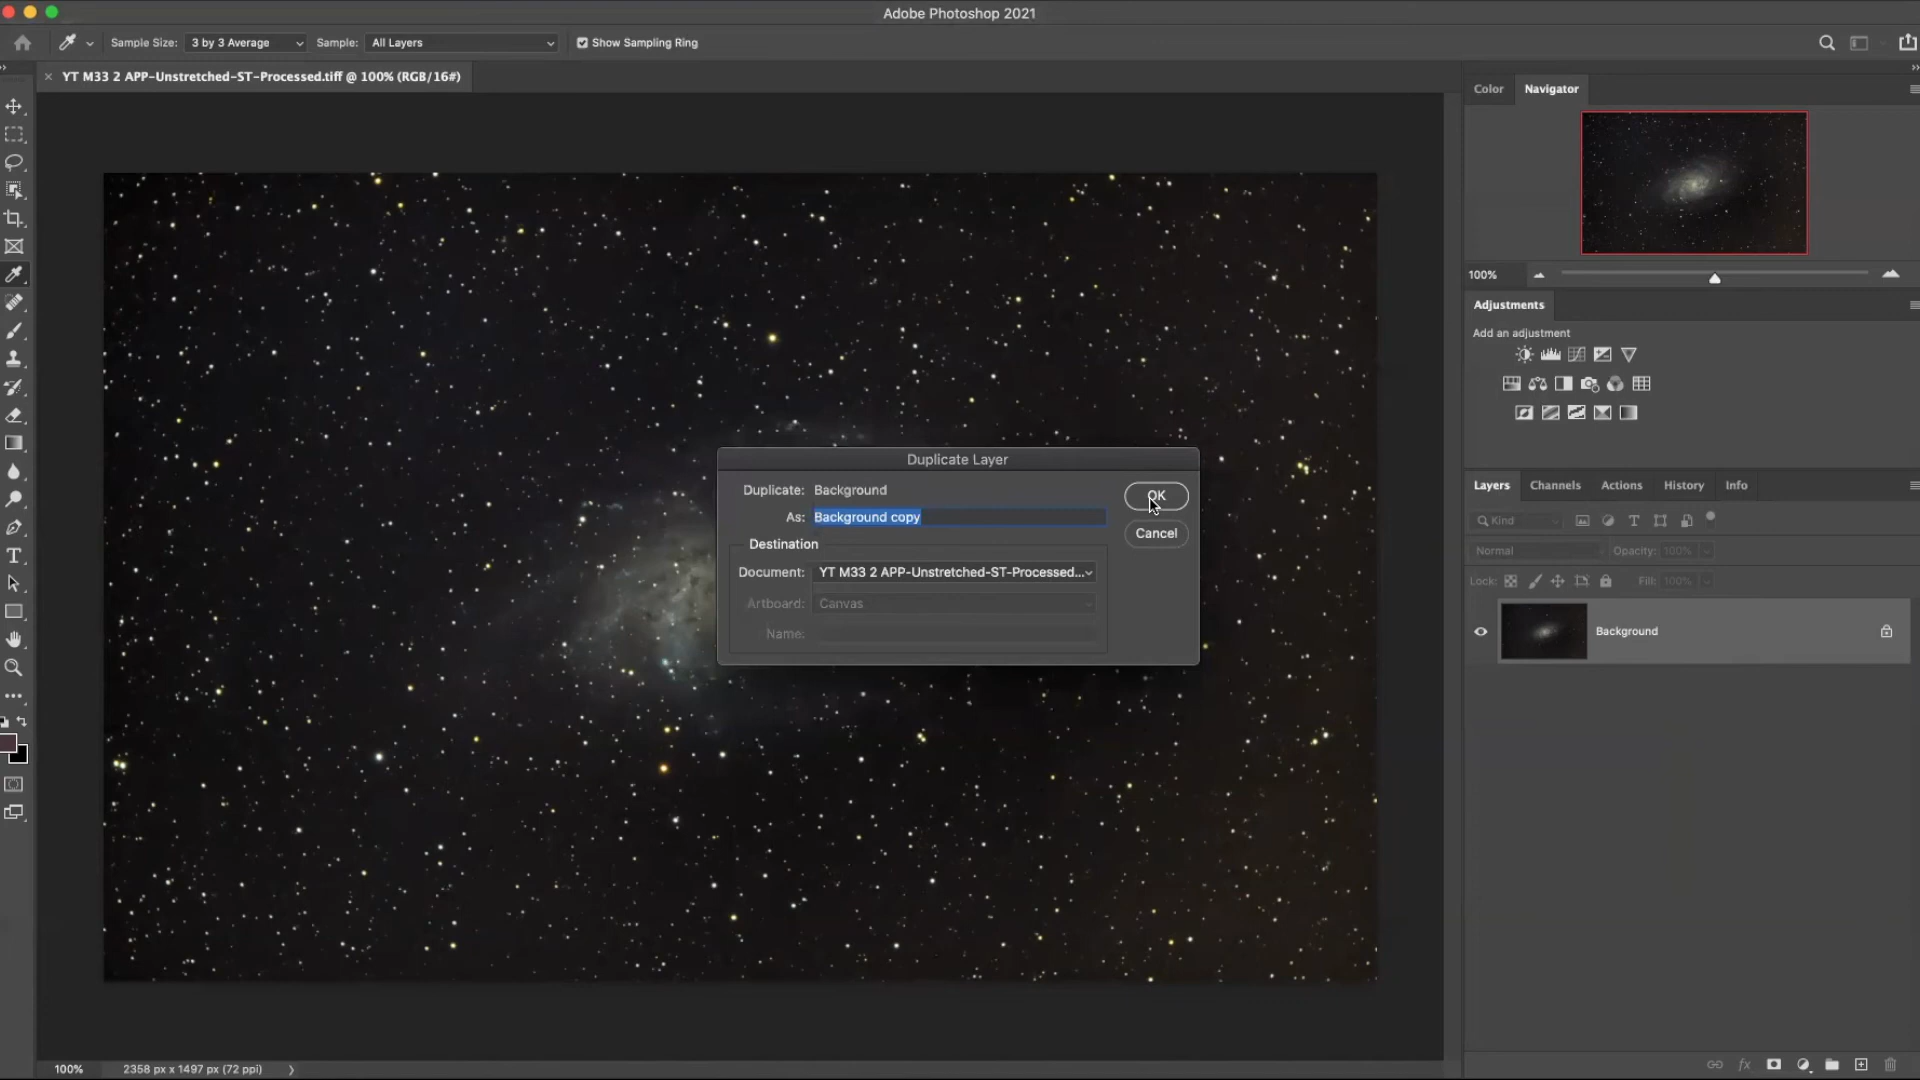 Adobe Photoshop 2021
Sample Size: 3 by 3 Average Sample: All Layers Show Sampling Ring
YT M33 2 APP-Unstretched-ST-Processed.tiff @ 100% (RGB/16#)
Color Navigator
100%
Adjustments
Add an adjustment
Duplicate Layer
Duplicate: Background
OK
As: Background copy
Cancel
Destination
Document: YT M33 2 APP-Unstretched-ST-Processed...
Artboard: Canvas
Name:
Layers Channels Actions History Info
Kind
Normal Opacity: 100%
Lock: Fill: 100%
Background
fx
100% 2358 px x 1497 px (72 ppi)